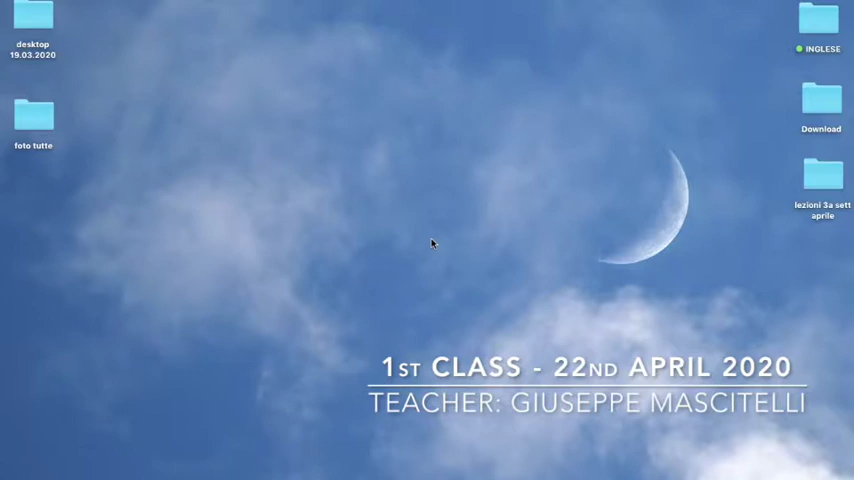 desktop
19.03.2020
foto tutte
INGLESE
Download
lezioni 3a sett
aprile
1ST CLASS - 22ND APRIL 2020
TEACHER: GIUSEPPE MASCITELLI